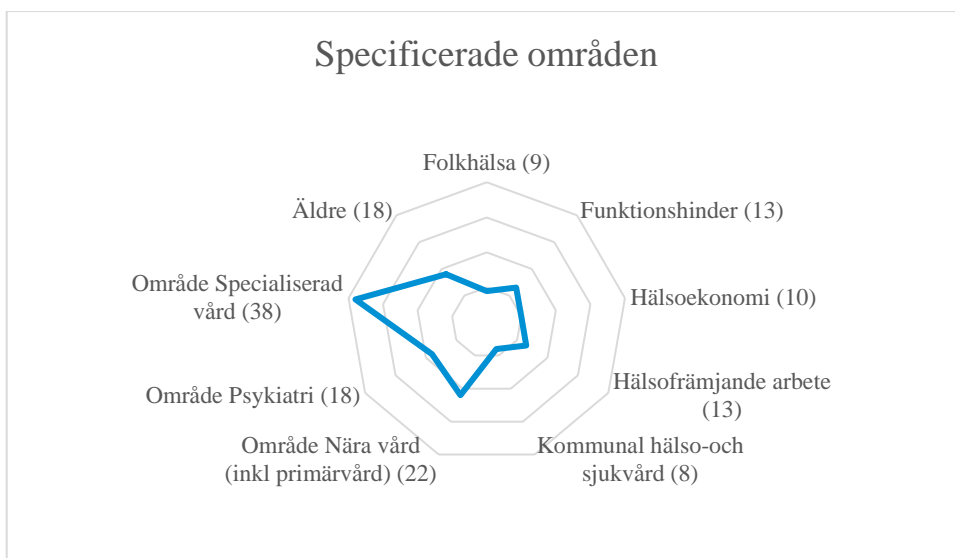 Specificerade områden
Folkhälsa (9)
Äldre (18)
Funktionshinder (13)
Område Specialiserad
vård (38)
Hälsoekonomi (10)
Område Psykiatri (18)
Hälsofrämjande arbete
(13)
Område Nära vård
(inkl primärvård) (22)
Kommunal hälso-och
sjukvård (8)